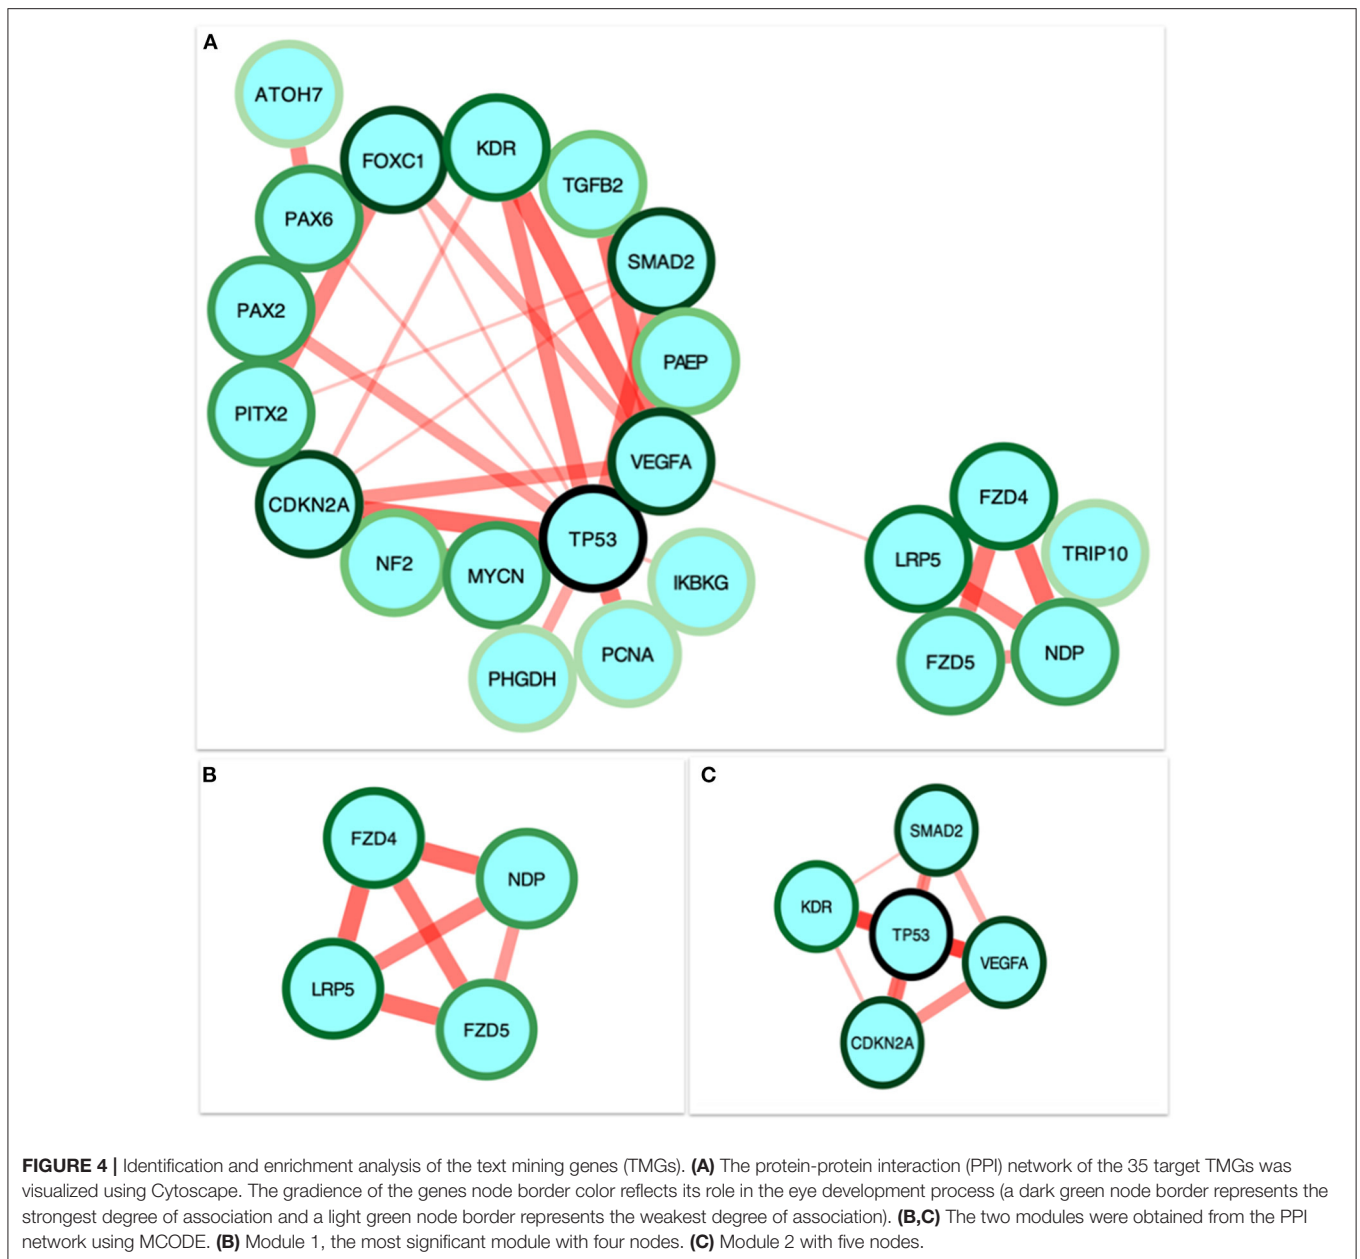 A
ATOH7
FOXC1
KDR
TGFB2
PAX6
SMAD2
PAX2
PAEP
PITX2
VEGFA
CDKN2A
TP53
NF2
MYCN
IKBKG
PCNA
PHGDH
FZD4
LRP5
TRIP10
FZD5
NDP
B
FZD4
NDP
LRP5
FZD5
C
SMAD2
KDR
TP53
VEGFA
CDKN2A
FIGURE 4 | Identification and enrichment analysis of the text mining genes (TMGs). (A) The protein-protein interaction (PPI) network of the 35 target TMGs was
visualized using Cytoscape. The gradience of the genes node border color reflects its role in the eye development process (a dark green node border represents the
strongest degree of association and a light green node border represents the weakest degree of association). (B,C) The two modules were obtained from the PPI
network using MCODE. (B) Module 1, the most significant module with four nodes. (C) Module 2 with five nodes.